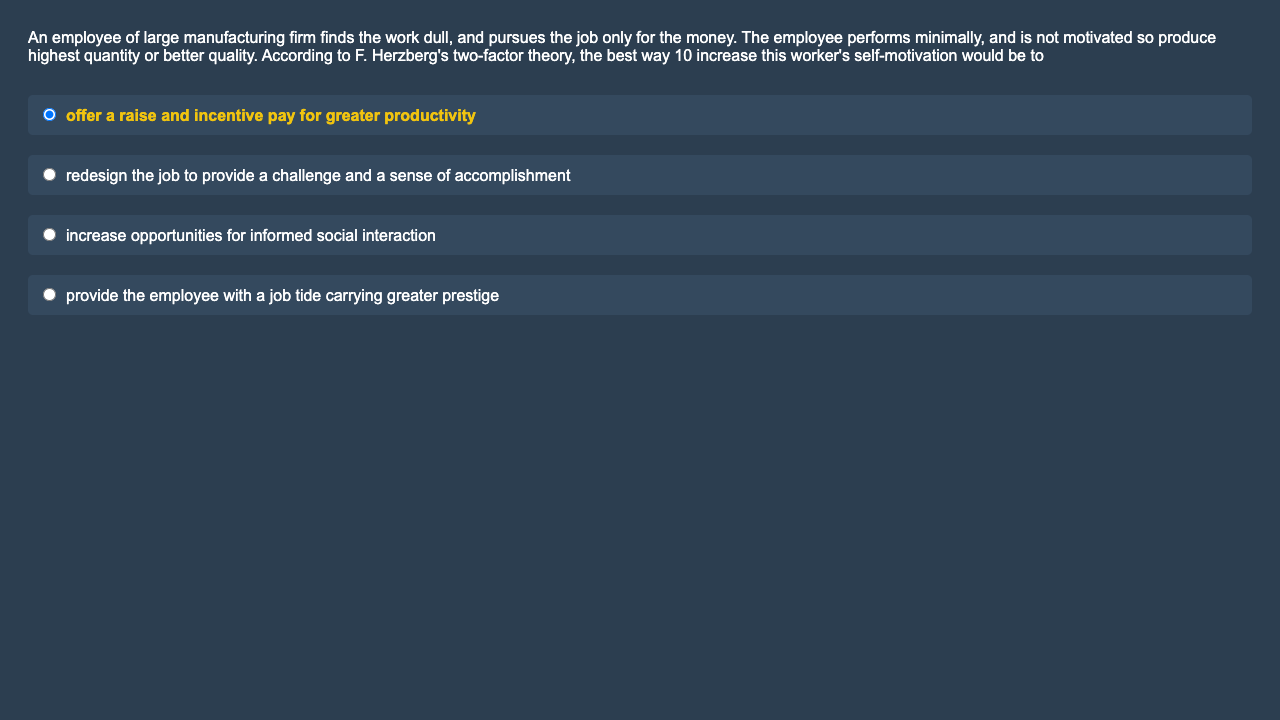 An employee of large manufacturing firm finds the work dull, and pursues the job only for the money. The employee performs minimally, and is not motivated so produce
highest quantity or better quality. According to F. Herzberg's two-factor theory, the best way 10 increase this worker's self-motivation would be to
offer a raise and incentive pay for greater productivity
redesign the job to provide a challenge and a sense of accomplishment
increase opportunities for informed social interaction
provide the employee with a job tide carrying greater prestige